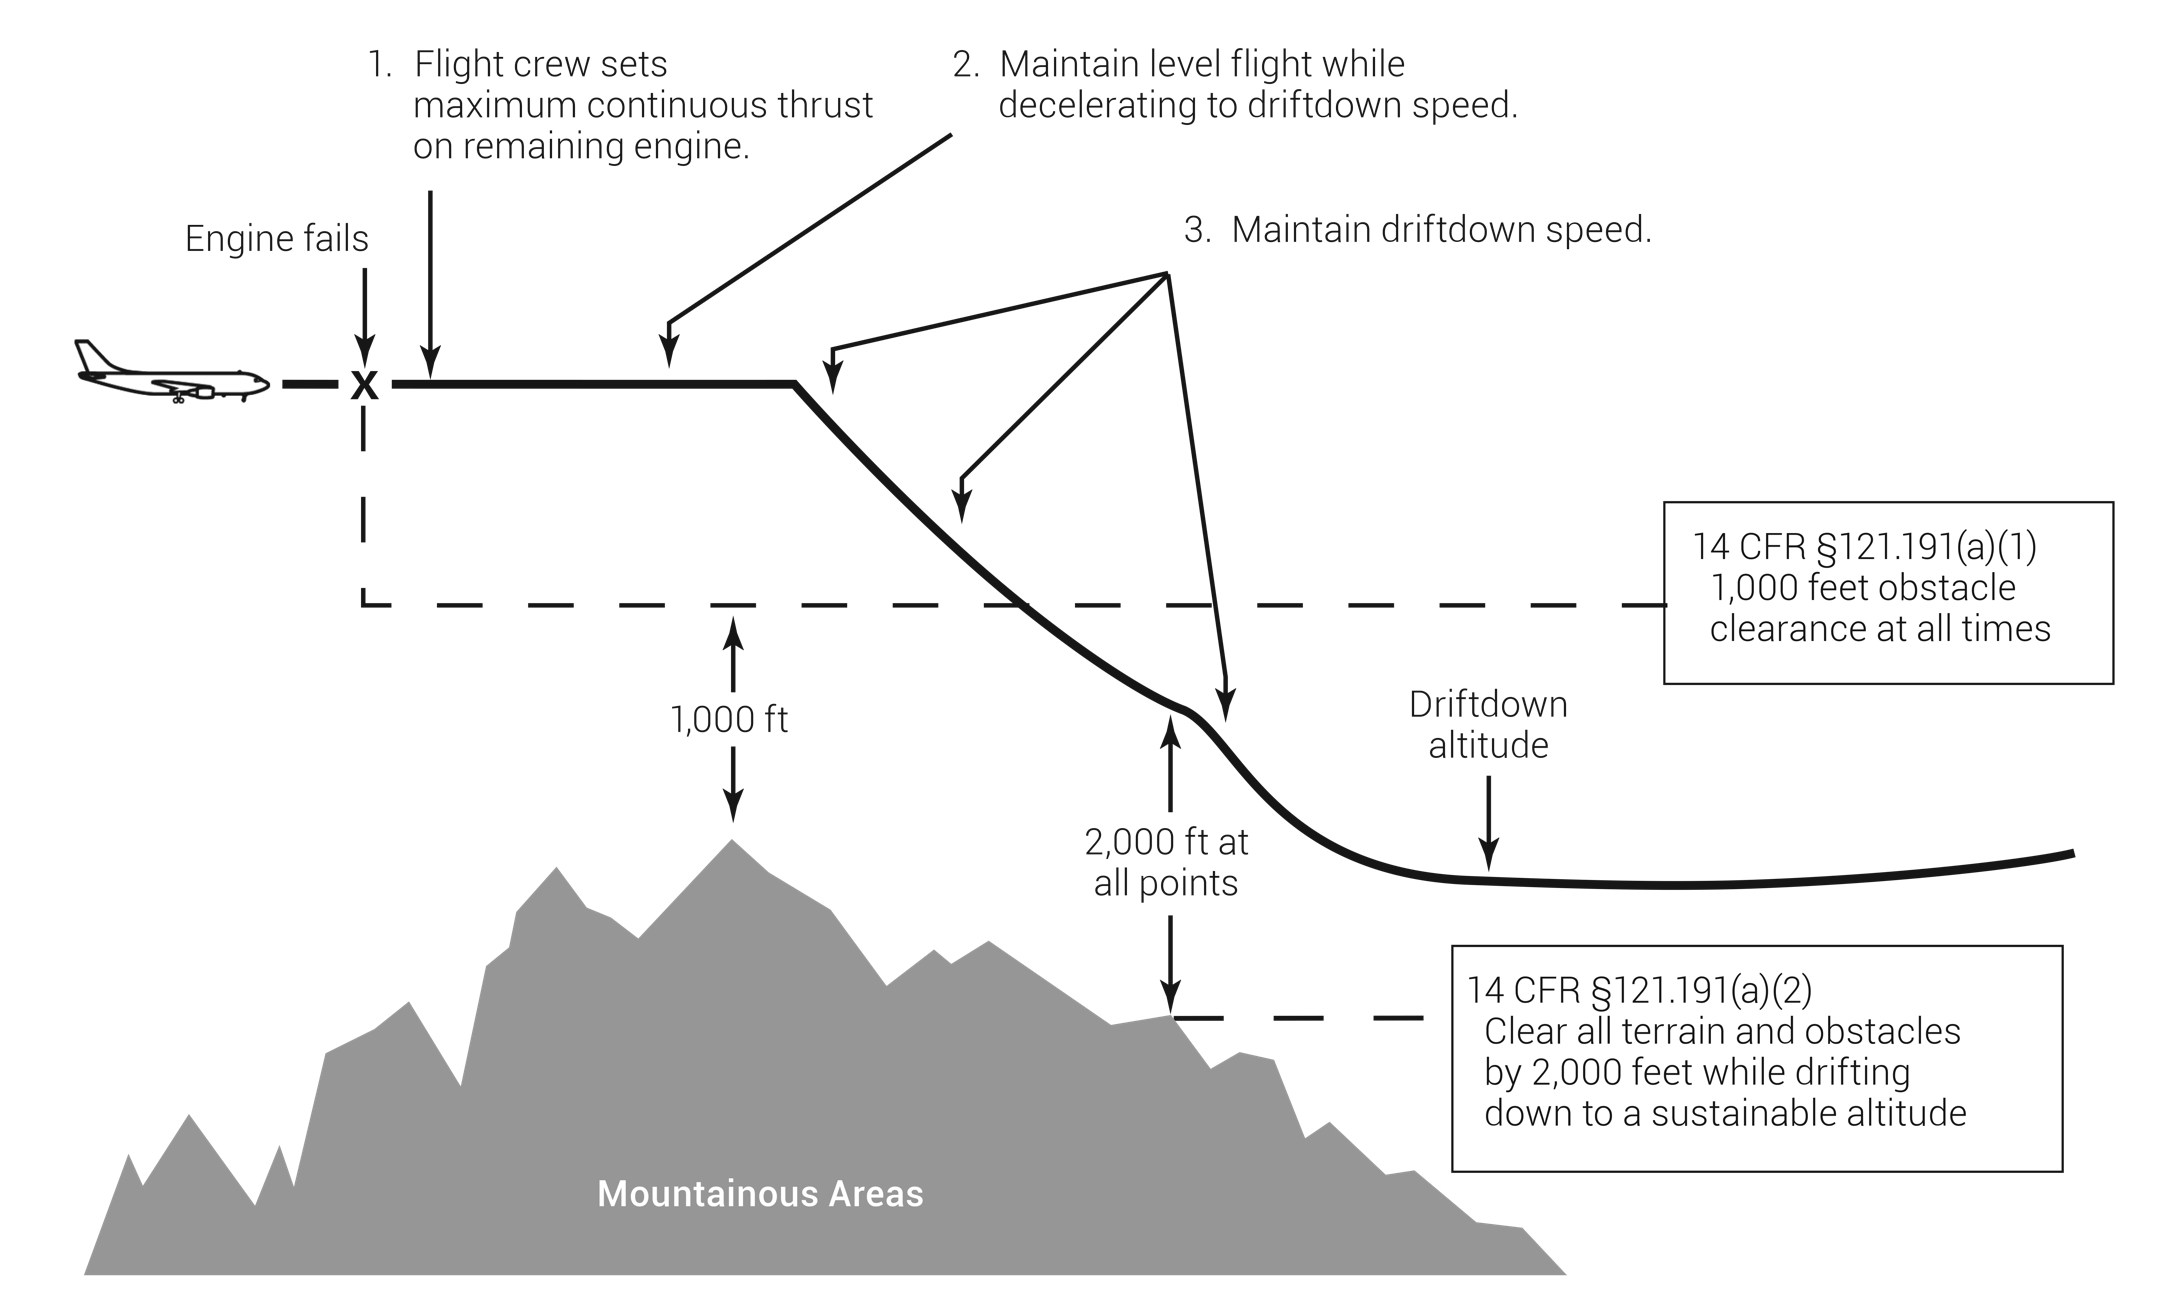 1. Flight crew sets
maximum continuous thrust
on remaining engine.
2. Maintain level flight while
decelerating to driftdown speed.
Engine fails
3. Maintain driftdown speed.
X
14 CFR §121.191(a)(1)
1,000 feet obstacle
clearance at all times
1,000 ft
Driftdown
altitude
2,000 ft at
all points
14 CFR §121.191(a)(2)
Clear all terrain and obstacles
by 2,000 feet while drifting
down to a sustainable altitude
Mountainous Areas